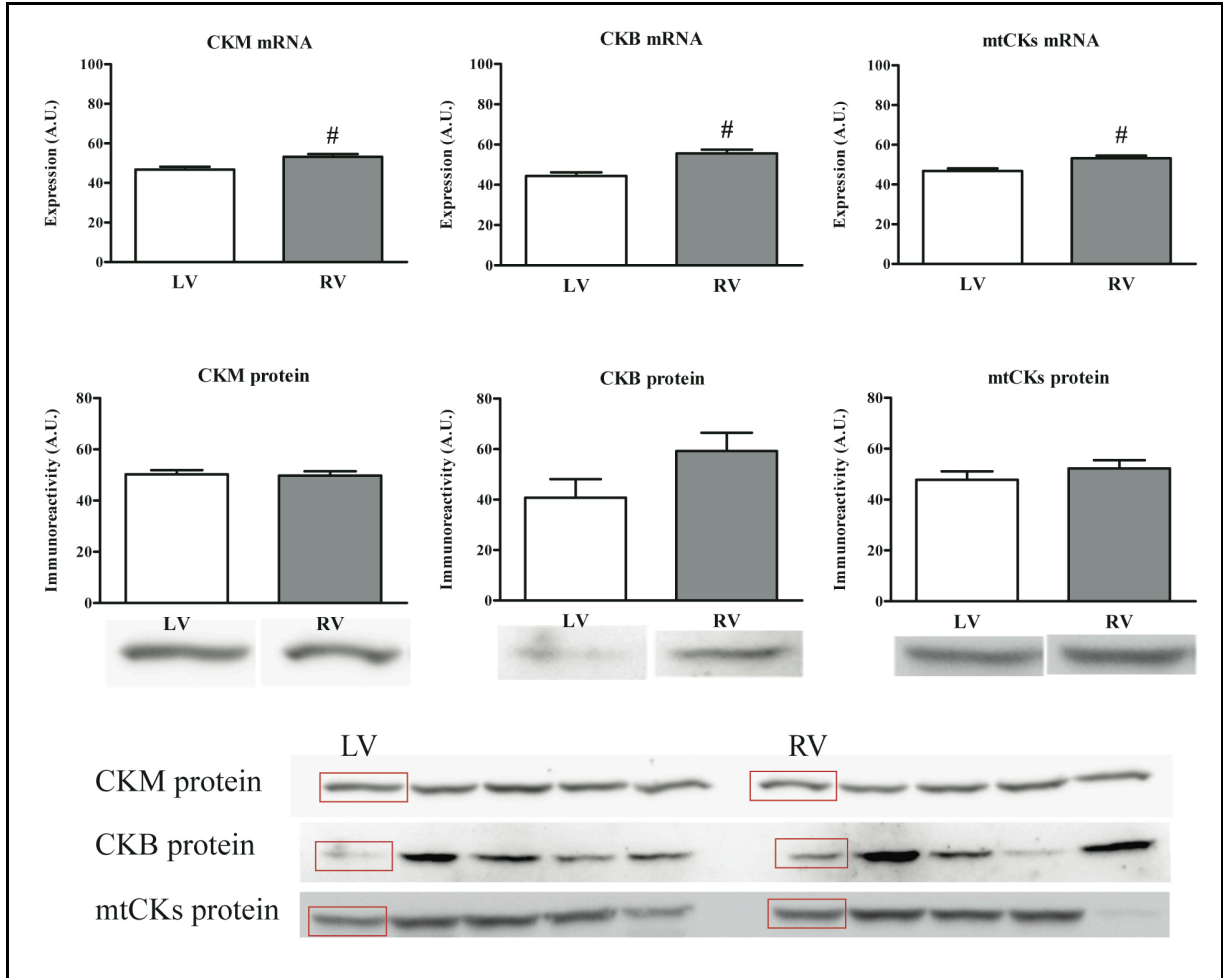 CKM mRNA
Expression (A.U.)
100
80
60
40
20
0
#
LV RV
CKB mRNA
Expression (A.U.)
100
80
60
40
20
0
#
LV RV
mtCKs mRNA
Expression (A.U.)
100
80
60
40
20
0
#
LV RV
CKM protein
Immunoreactivity (A.U.)
80
60
40
20
0
LV RV
CKB protein
Immunoreactivity (A.U.)
80
60
40
20
0
LV RV
mtCKs protein
Immunoreactivity (A.U.)
80
60
40
20
0
LV RV
LV RV
CKM protein
CKB protein
mtCKs protein